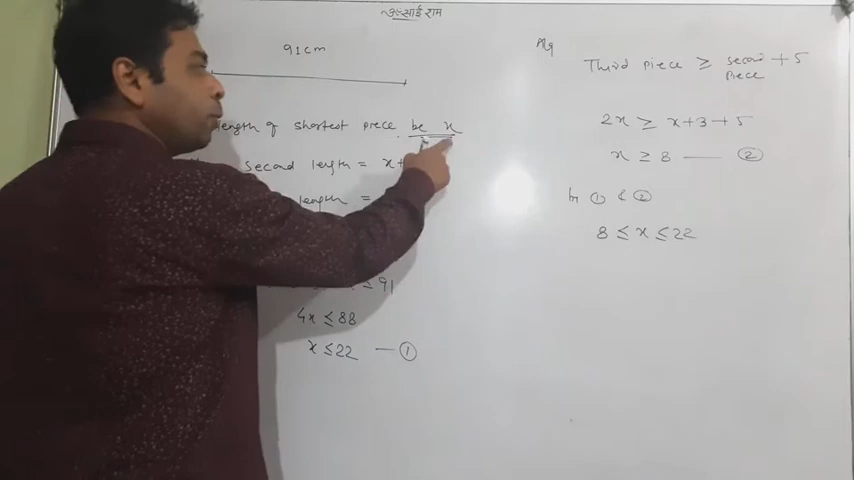 ॐ साईं राम
91cm
length of shortest piece be x
second length = x+
length =
≤ 91
4x ≤ 88
x ≤ 22 — ①
Third piece ≥ second + 5
piece
2x ≥ x+3+5
x ≥ 8 — ②
by ① & ②
8 ≤ x ≤ 22